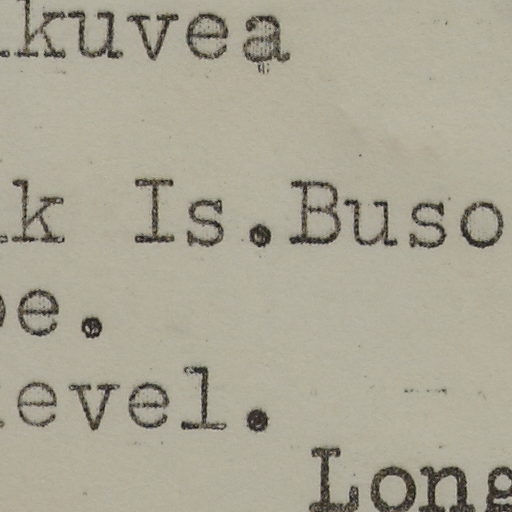 kuvea
k Is.Buso
e.
evel.
Long